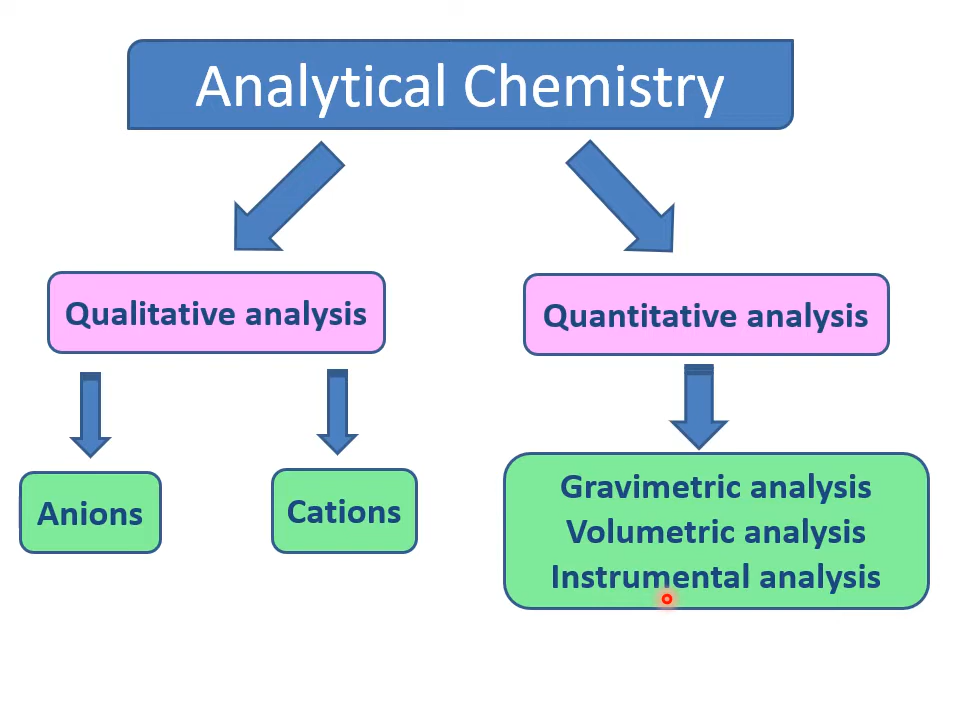 Analytical Chemistry
Qualitative analysis
Quantitative analysis
Anions
Cations
Gravimetric analysis
Volumetric analysis
Instrumental analysis